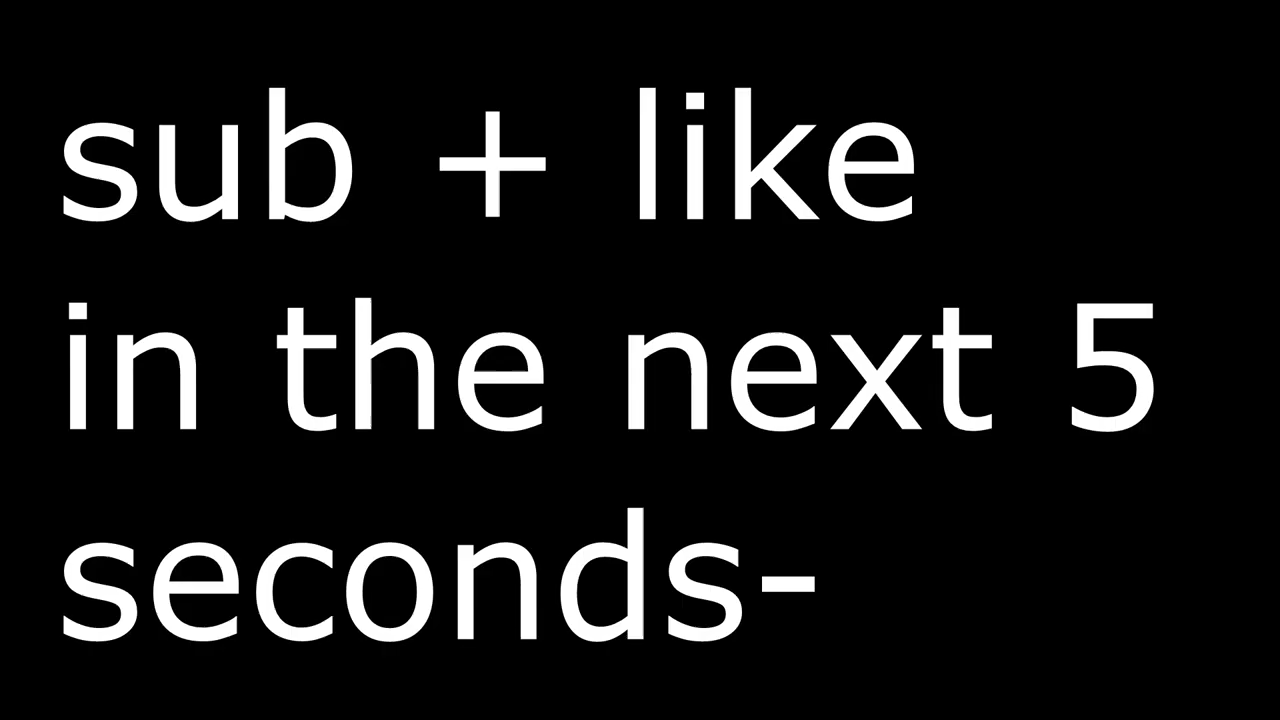 sub + like
in the next 5
seconds-